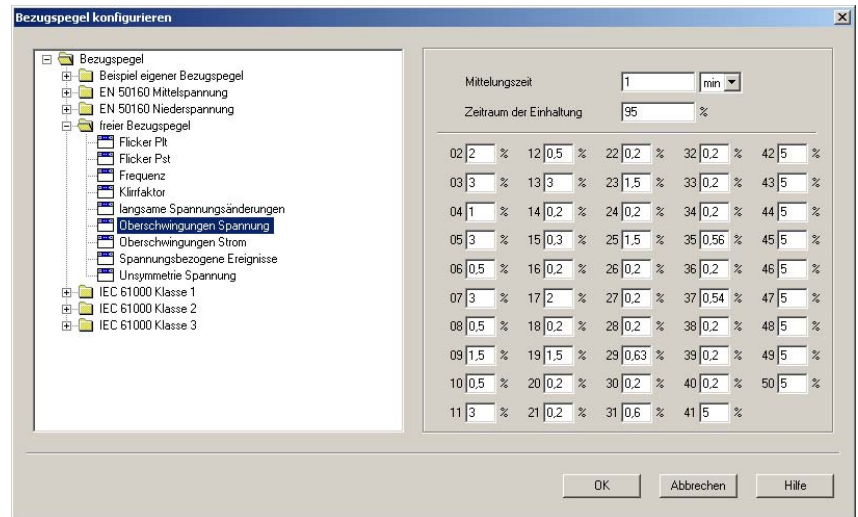 Bezugspegel konfigurieren
Bezugspegel
Beispiel eigener Bezugspegel
EN 50160 Mittelspannung
EN 50160 Niederspannung
freier Bezugspegel
Flicker Plt
Flicker Pst
Frequenz
Klirrfaktor
langsame Spannungsänderungen
Oberschwingungen Spannung
Oberschwingungen Strom
Spannungsbezogene Ereignisse
Unsymmetrie Spannung
IEC 61000 Klasse 1
IEC 61000 Klasse 2
IEC 61000 Klasse 3
Mittelungszeit 1 min
Zeitraum der Einhaltung 95 %
02 2 % 12 0,5 % 22 0,2 % 32 0,2 % 42 5 %
03 3 % 13 3 % 23 1,5 % 33 0,2 % 43 5 %
04 1 % 14 0,2 % 24 0,2 % 34 0,2 % 44 5 %
05 3 % 15 0,3 % 25 1,5 % 35 0,56 % 45 5 %
06 0,5 % 16 0,2 % 26 0,2 % 36 0,2 % 46 5 %
07 3 % 17 2 % 27 0,2 % 37 0,54 % 47 5 %
08 0,5 % 18 0,2 % 28 0,2 % 38 0,2 % 48 5 %
09 1,5 % 19 1,5 % 29 0,63 % 39 0,2 % 49 5 %
10 0,5 % 20 0,2 % 30 0,2 % 40 0,2 % 50 5 %
11 3 % 21 0,2 % 31 0,6 % 41 5 %
OK Abbrechen Hilfe